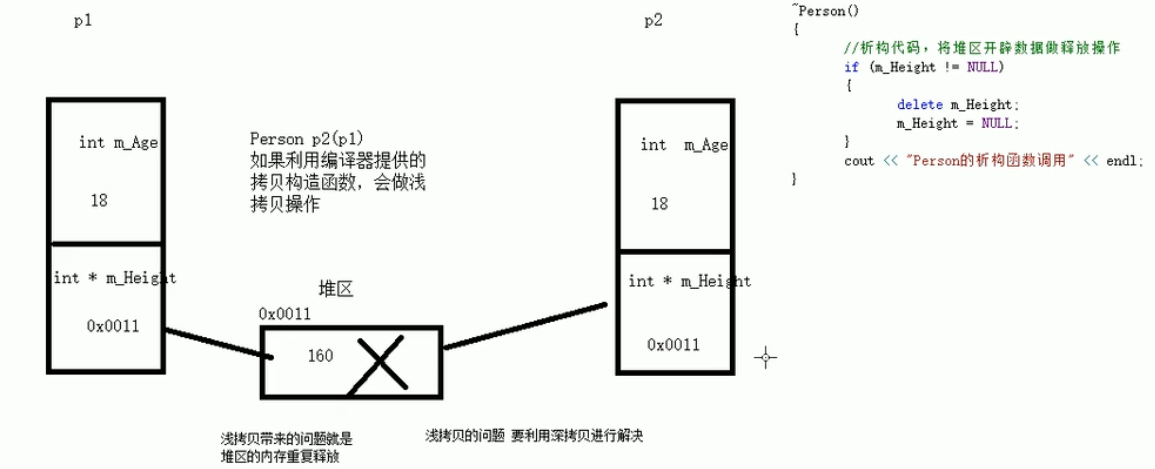 p1
int m_Age
18
int * m_Height
0x0011
Person p2(p1)
如果利用编译器提供的
拷贝构造函数，会做浅
拷贝操作
堆区
0x0011
160
浅拷贝带来的问题就是
堆区的内存重复释放
浅拷贝的问题 要利用深拷贝进行解决
p2
int m_Age
18
int * m_Height
0x0011
~Person()
{
//析构代码，将堆区开辟数据做释放操作
if (m_Height != NULL)
{
delete m_Height;
m_Height = NULL;
}
cout << "Person的析构函数调用" << endl;
}